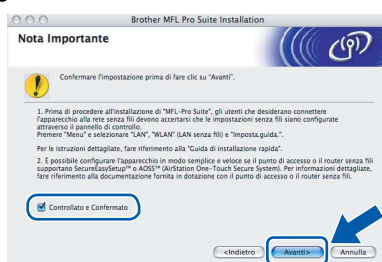 Brother MFL Pro Suite Installation
Nota Importante
Confermare l'impostazione prima di fare clic su "Avanti".
1. Prima di procedere all'installazione di "MFL-Pro Suite", gli utenti che desiderano connettere
l'apparecchio alla rete senza fili devono accertarsi che le impostazioni senza fili siano configurate
attraverso il pannello di controllo.
Premere "Menu" e selezionare "LAN", "WLAN" (LAN senza fili) e "Imposta.guida.".
Per le istruzioni dettagliate, fare riferimento alla "Guida di installazione rapida".
2. È possibile configurare l'apparecchio in modo semplice e veloce se il punto di accesso o il router senza fili
supportano SecureEasySetup™ o AOSS™ (AirStation One-Touch Secure System). Per informazioni dettagliate,
fare riferimento alla documentazione fornita in dotazione con il punto di accesso o il router senza fili.
Controllato e Confermato
<Indietro Avanti> Annulla